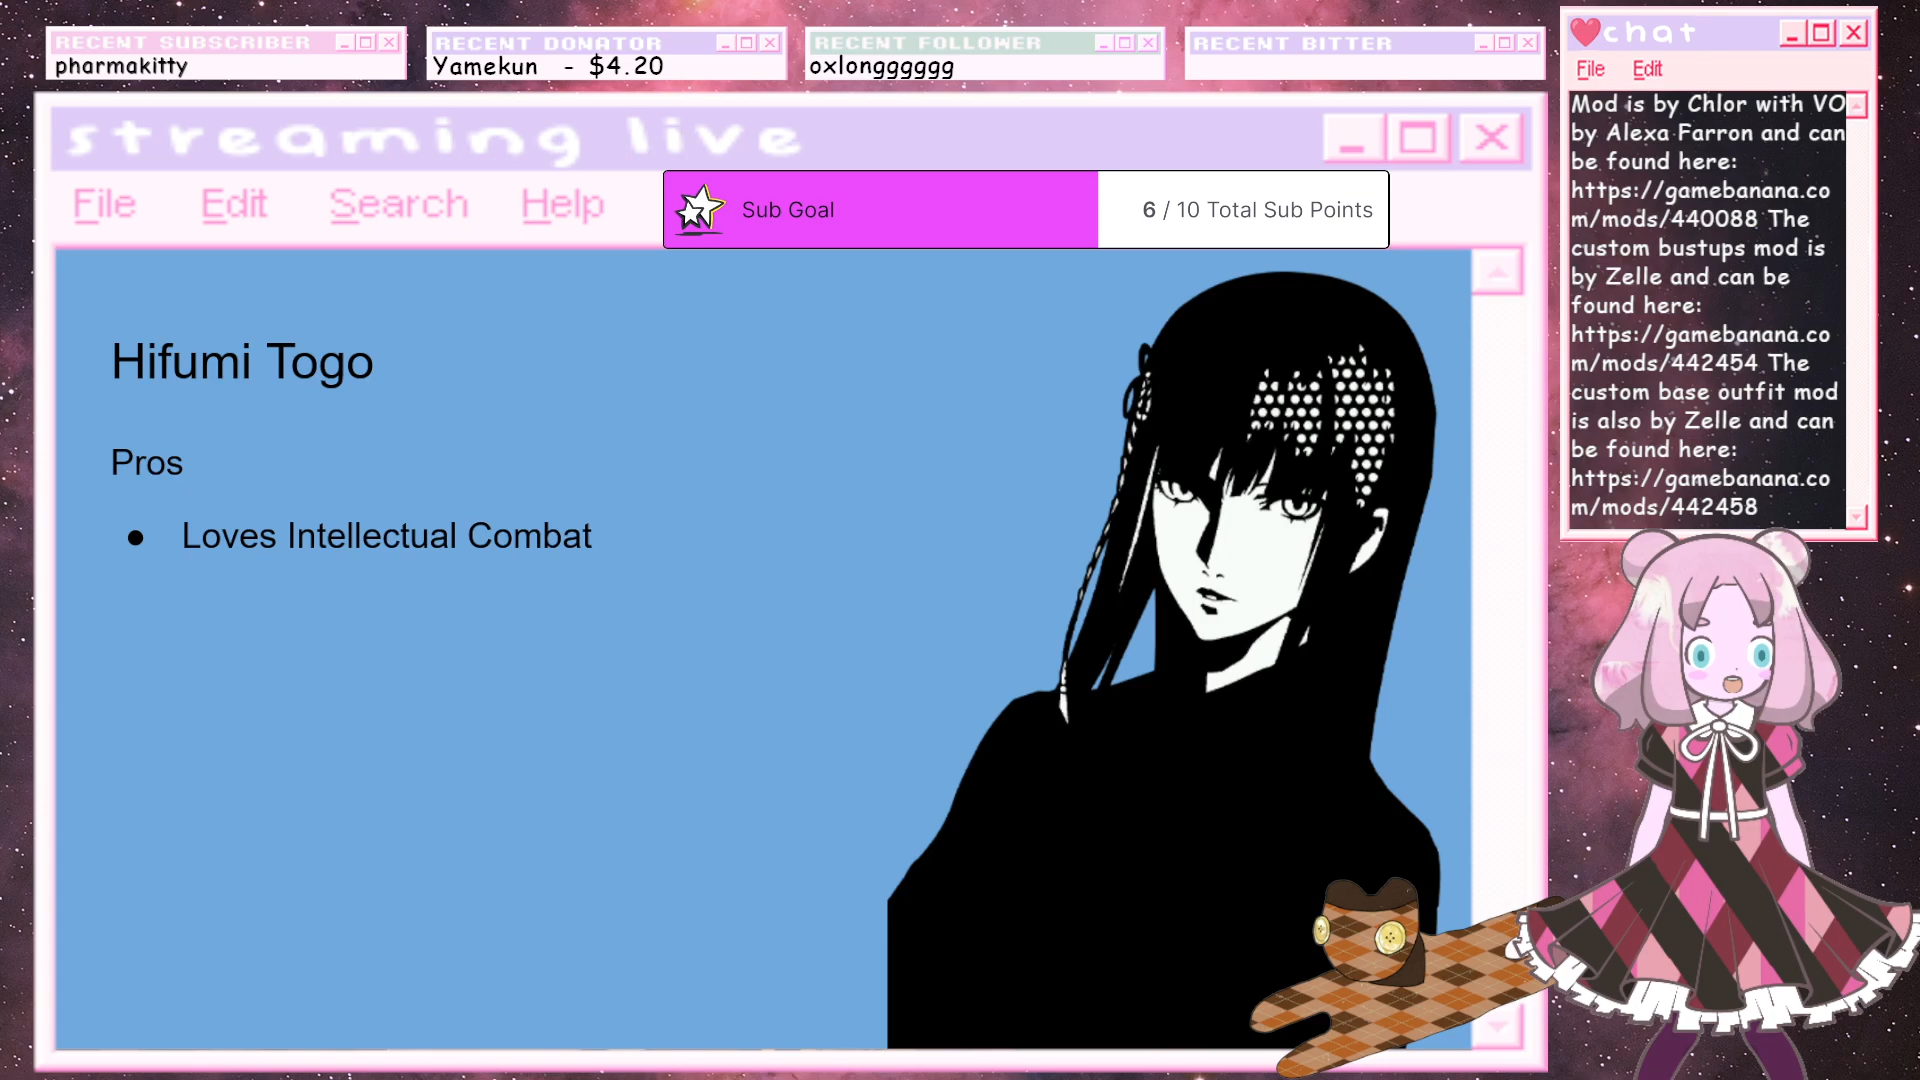 RECENT SUBSCRIBER
pharmakitty
RECENT DONATOR
Yamekun - $4.20
RECENT FOLLOWER
oxlongggggg
RECENT BITTER
streaming live
File Edit Search Help
Sub Goal 6 / 10 Total Sub Points
Hifumi Togo
Pros
● Loves Intellectual Combat
chat
File Edit
Mod is by Chlor with VO
by Alexa Farron and can
be found here:
https://gamebanana.co
m/mods/440088 The
custom bustups mod is
by Zelle and can be
found here:
https://gamebanana.co
m/mods/442454 The
custom base outfit mod
is also by Zelle and can
be found here:
https://gamebanana.co
m/mods/442458